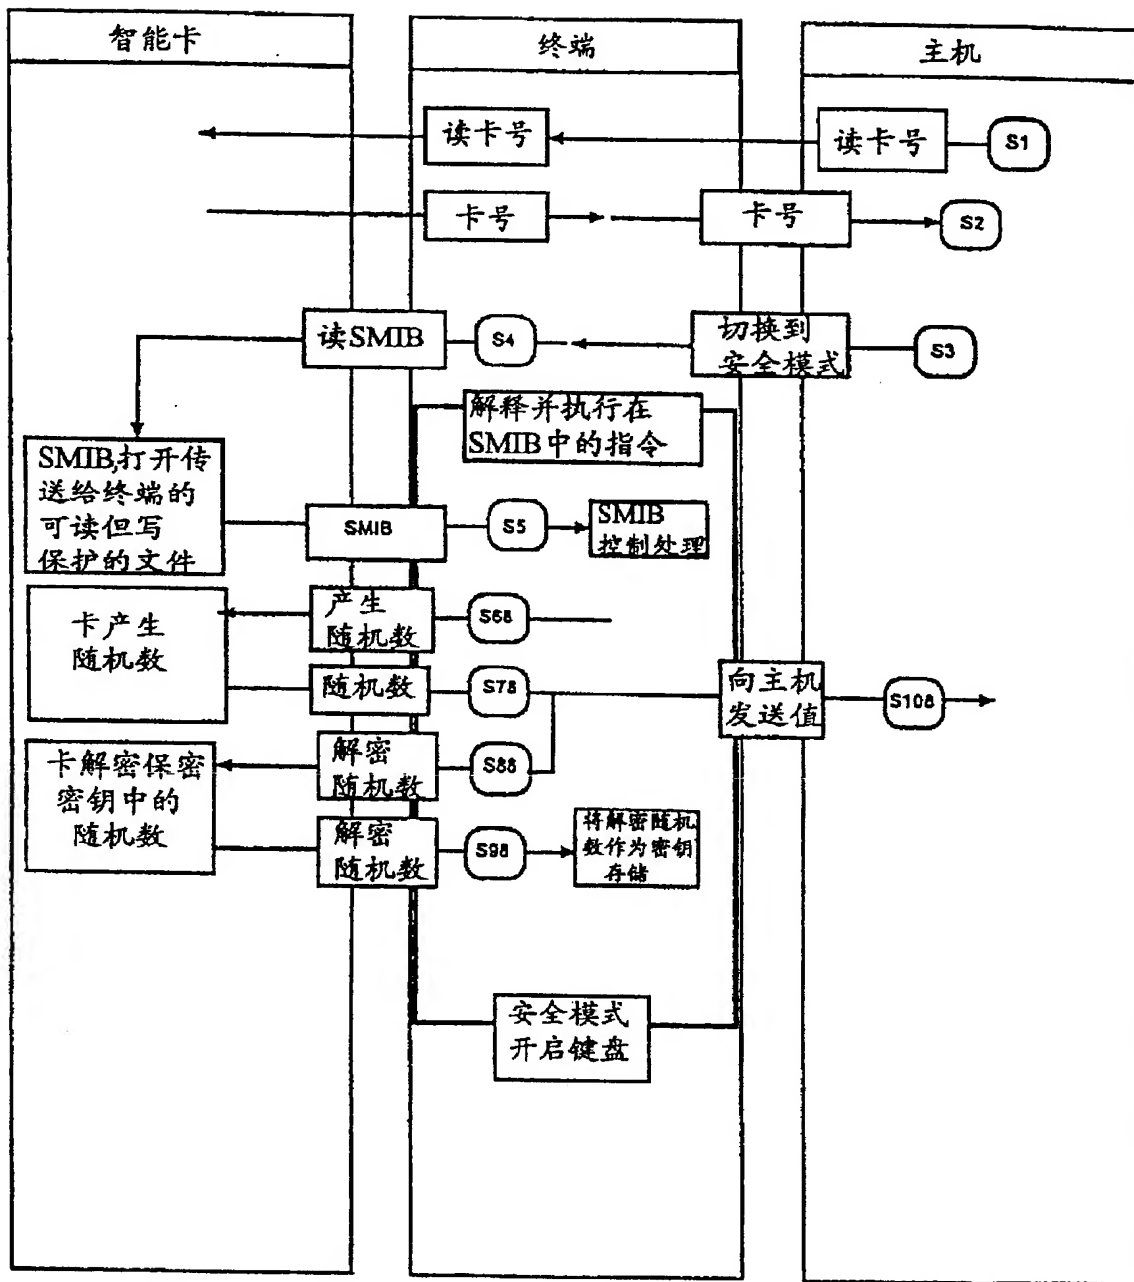 智能卡
终端
主机
读卡号
读卡号
S1
卡号
卡号
S2
读SMIB
S4
切换到
安全模式
S3
解释并执行在
SMIB中的指令
SMIB,打开传
送给终端的
可读但写
保护的文件
SMIB
S5
SMIB
控制处理
卡产生
随机数
产生
随机数
S68
随机数
S78
向主机
发送值
S108
卡解密保密
密钥中的
随机数
解密
随机数
S88
解密
随机数
S98
将解密随机
数作为密钥
存储
安全模式
开启键盘